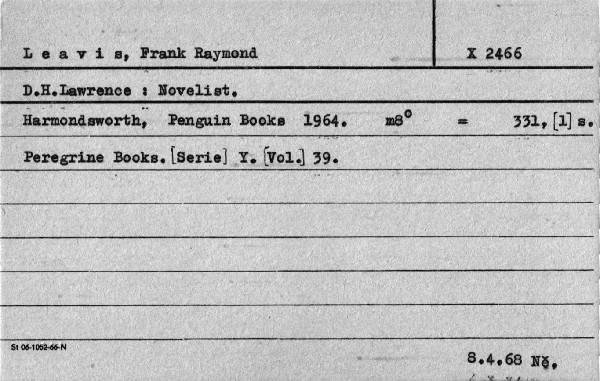 L e a v i s, Frank Raymond
X 2466
D.H.Lawrence : Novelist.
Harmondsworth, Penguin Books 1964. m8° = 331, [1] s.
Peregrine Books. [Serie] Y. [Vol.] 39.
St 06-1052-66-N
8.4.68 Nš.